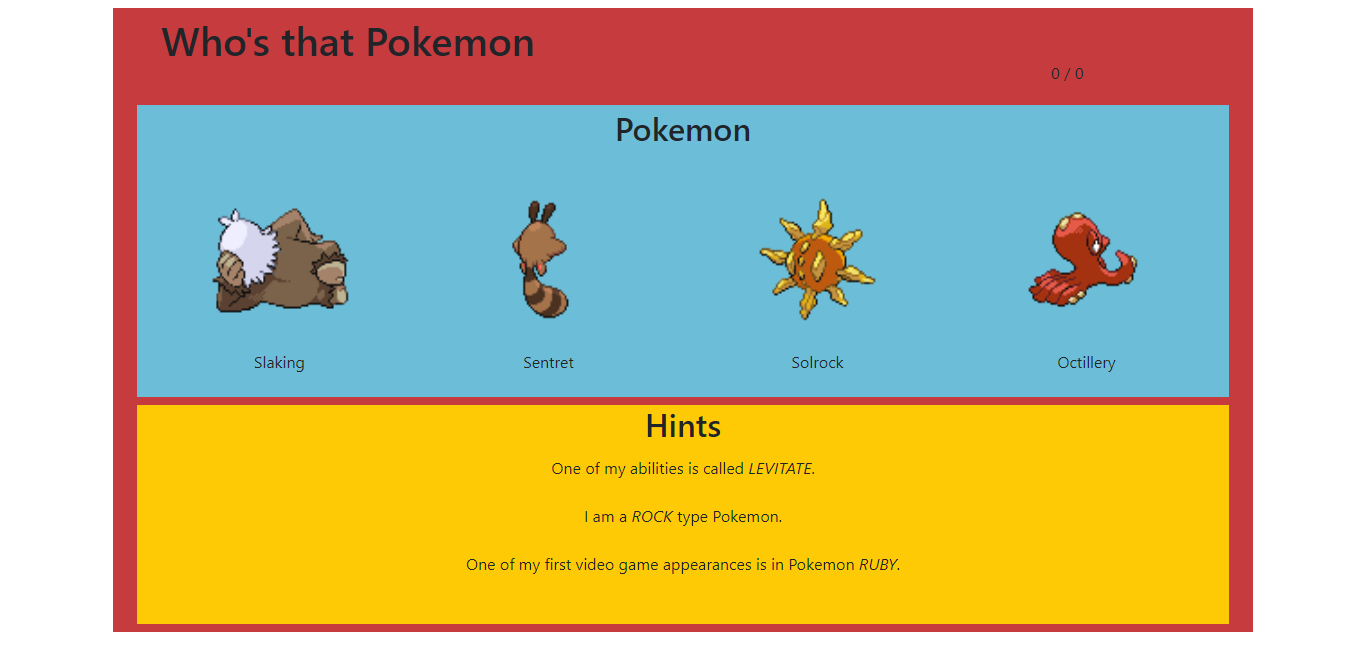 Who's that Pokemon
0 / 0
Pokemon
Slaking Sentret Solrock Octillery
Hints
One of my abilities is called LEVITATE.
I am a ROCK type Pokemon.
One of my first video game appearances is in Pokemon RUBY.